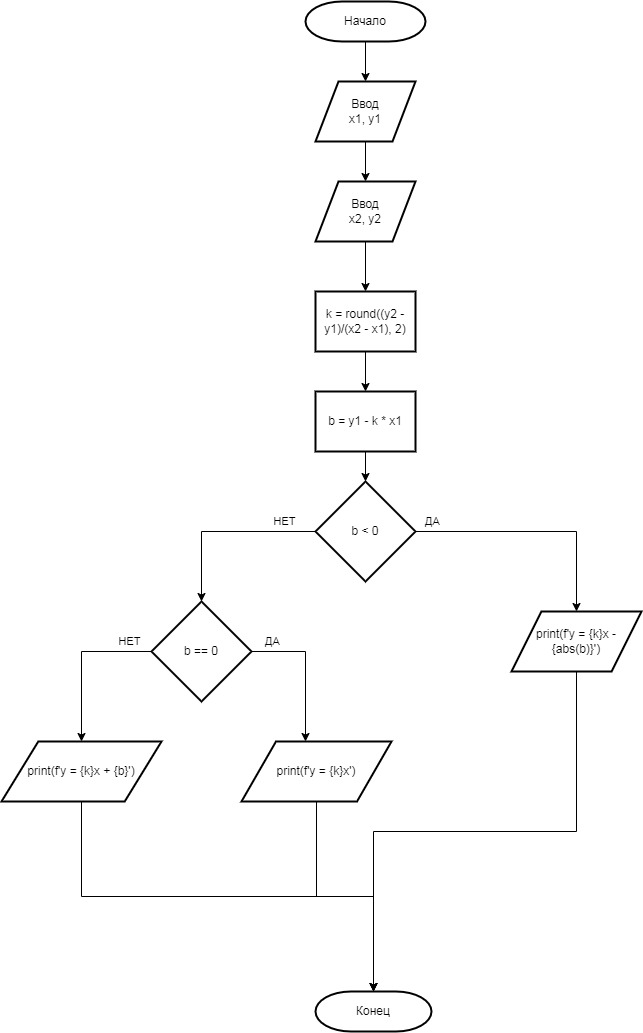 Начало
Ввод
x1, y1
Ввод
x2, y2
k = round((y2 -
y1)/(x2 - x1), 2)
b = y1 - k * x1
b < 0
НЕТ
ДА
b == 0
НЕТ
ДА
print(f'y = {k}x -
{abs(b)}')
print(f'y = {k}x + {b}')
print(f'y = {k}x')
Конец